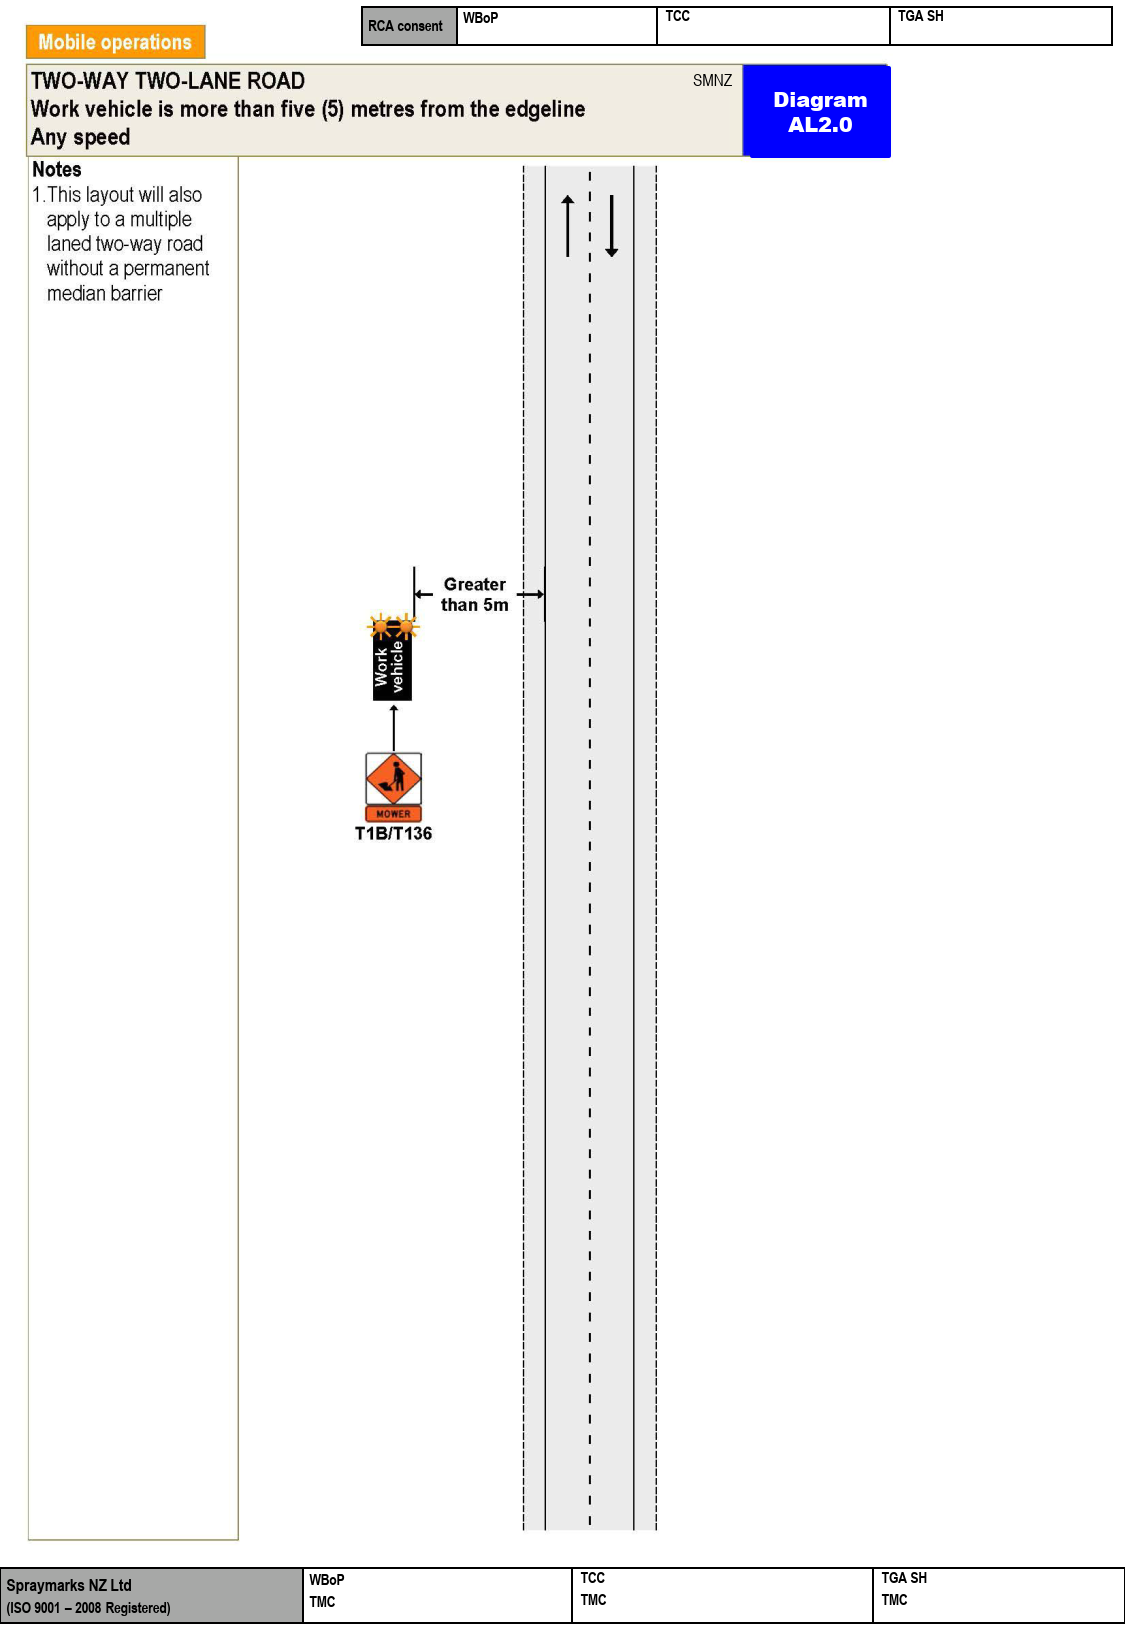 RCA consent
WBoP
TCC
TGA SH
Mobile operations
TWO-WAY TWO-LANE ROAD
SMNZ
Work vehicle is more than five (5) metres from the edgeline
Any speed
Diagram
AL2.0
Notes
1.This layout will also
apply to a multiple
laned two-way road
without a permanent
median barrier
Greater
than 5m
Work
vehicle
MOWER
T1B/T136
Spraymarks NZ Ltd
(ISO 9001 – 2008 Registered)
WBoP
TMC
TCC
TMC
TGA SH
TMC